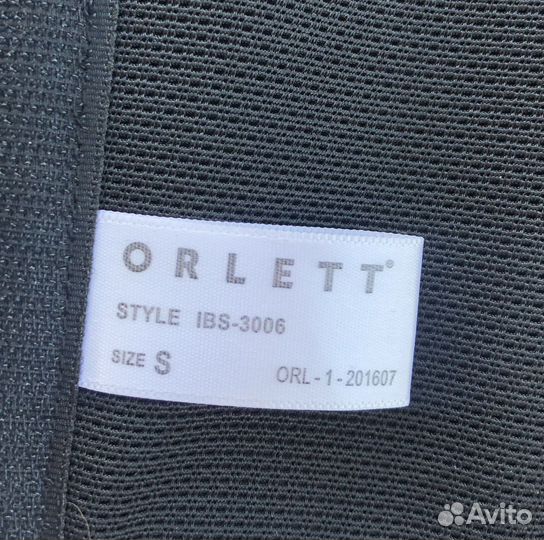 ORLETT®
STYLE IBS-3006
SIZE S
ORL - 1 - 201607
Avito